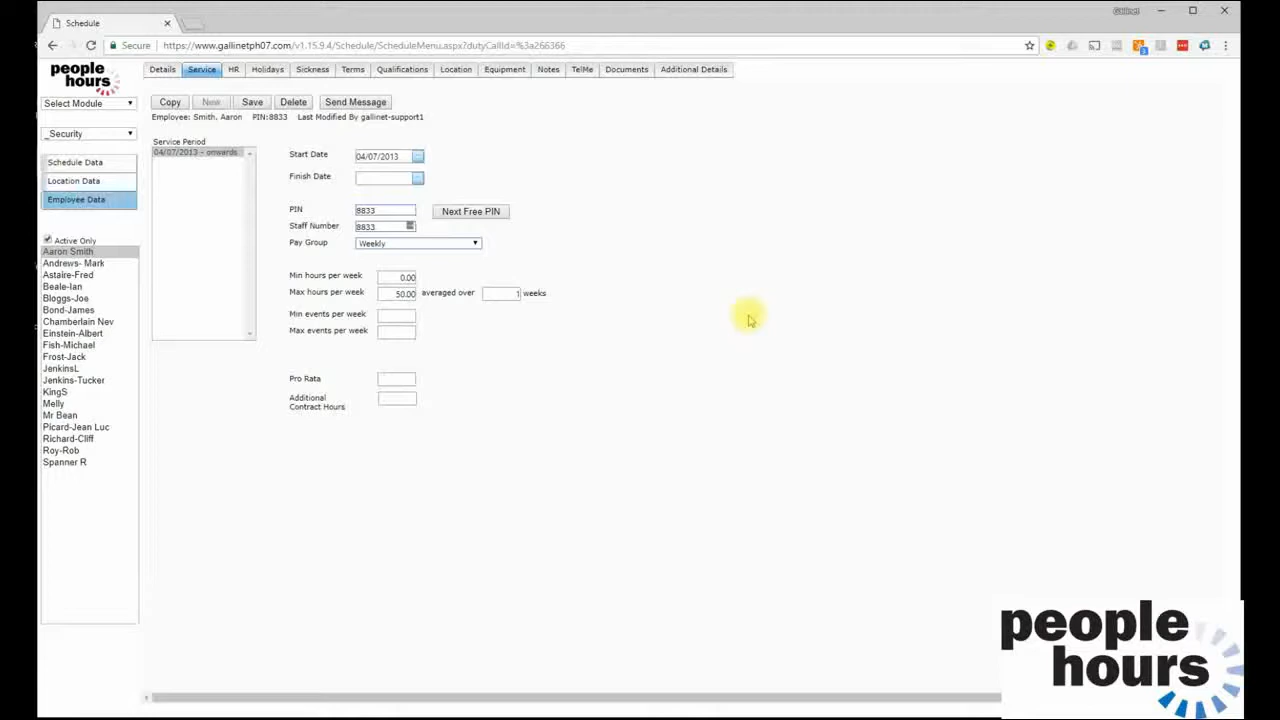 Schedule
Gallinet
Secure https://www.gallinetph07.com/v1.15.9.4/Schedule/ScheduleMenu.aspx?dutyCallId=%3a266366
people hours
Details Service HR Holidays Sickness Terms Qualifications Location Equipment Notes TelMe Documents Additional Details
Select Module
_Security
Schedule Data
Location Data
Employee Data
Active Only
Aaron Smith
Andrews- Mark
Astaire-Fred
Beale-Ian
Bloggs-Joe
Bond-James
Chamberlain Nev
Einstein-Albert
Fish-Michael
Frost-Jack
JenkinsL
Jenkins-Tucker
KingS
Melly
Mr Bean
Picard-Jean Luc
Richard-Cliff
Roy-Rob
Spanner R
Copy New Save Delete Send Message
Employee: Smith, Aaron PIN:8833 Last Modified By gallinet-support1
Service Period
04/07/2013 - onwards
Start Date 04/07/2013
Finish Date
PIN 8833 Next Free PIN
Staff Number 8833
Pay Group Weekly
Min hours per week 0.00
Max hours per week 50.00 averaged over 1 weeks
Min events per week
Max events per week
Pro Rata
Additional
Contract Hours
people
hours